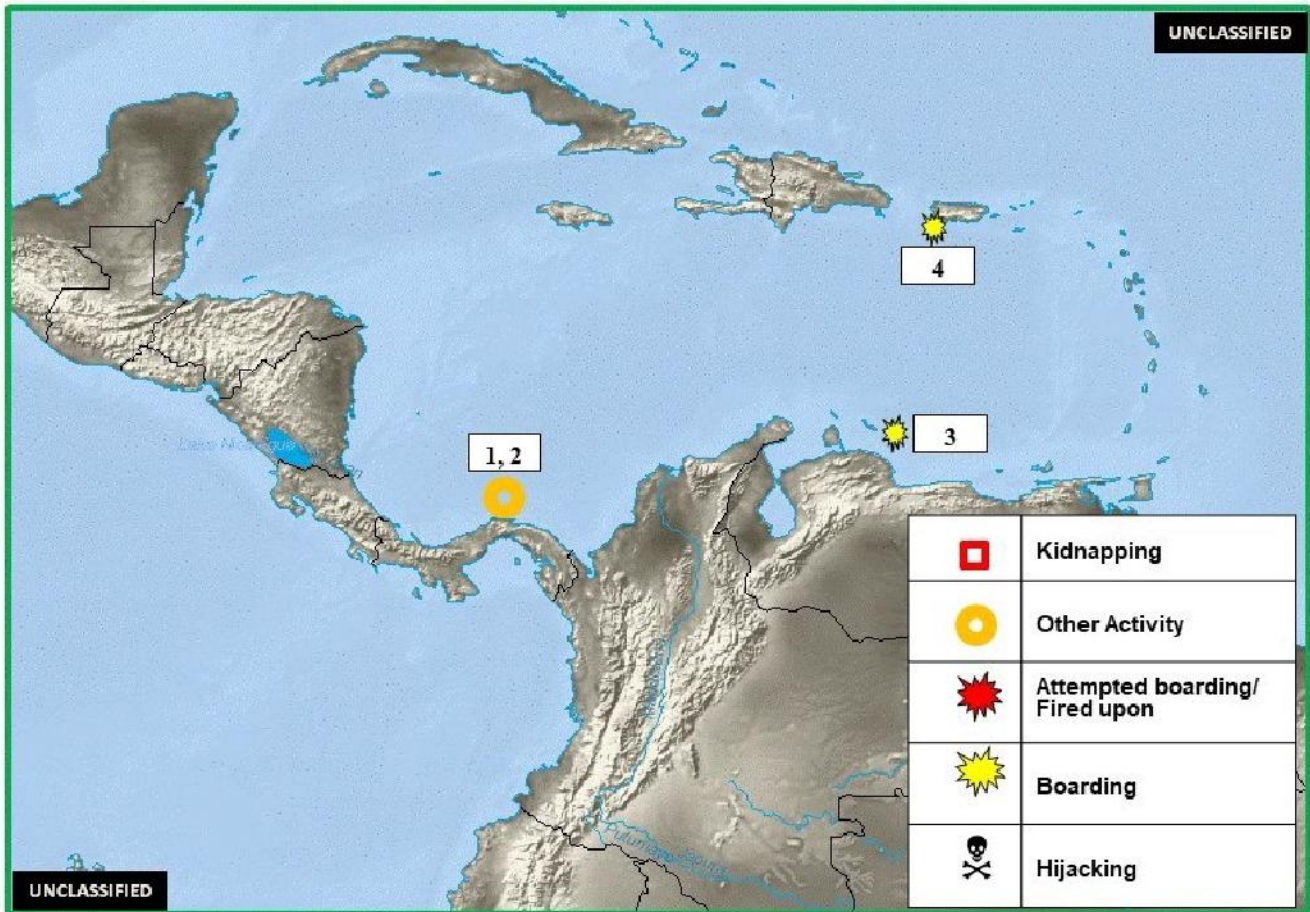 UNCLASSIFIED
4
3
1, 2
Kidnapping
Other Activity
Attempted boarding/
Fired upon
Boarding
Hijacking
UNCLASSIFIED